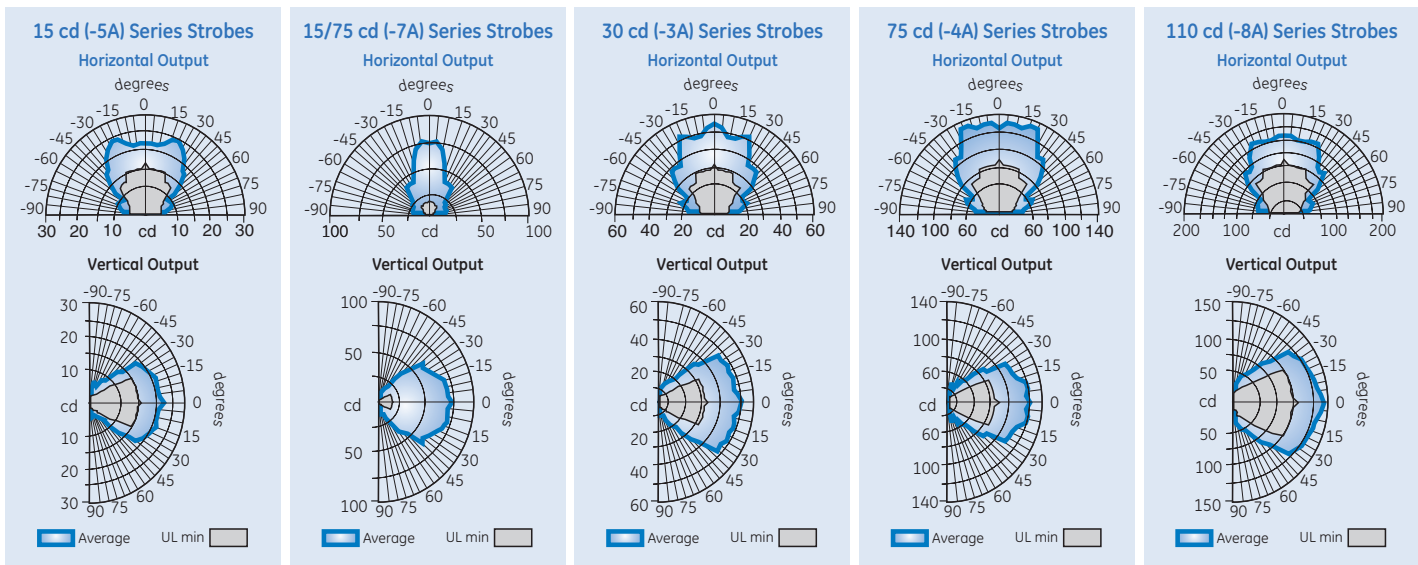 15 cd (-5A) Series Strobes
Horizontal Output
degrees
0
-15 15
-30 30
-45 45
-60 60
-75 75
-90 90
30 20 10 cd 10 20 30
Vertical Output
30 -90 -75
-60
20 -45
-30
10 -15
cd 0 degrees
10 15
30
20 45
60
30 90 75
Average UL min
15/75 cd (-7A) Series Strobes
Horizontal Output
degrees
0
-15 15
-30 30
-45 45
-60 60
-75 75
-90 90
100 50 cd 50 100
Vertical Output
100 -90 -75
-60
-45
50 -30
-15
cd 0 degrees
15
50 30
45
60
100 90 75
Average UL min
30 cd (-3A) Series Strobes
Horizontal Output
degrees
0
-15 15
-30 30
-45 45
-60 60
-75 75
-90 90
60 40 20 cd 20 40 60
Vertical Output
60 -90 -75
-60
40 -45
-30
20 -15
cd 0 degrees
20 15
30
40 45
60
60 90 75
Average UL min
75 cd (-4A) Series Strobes
Horizontal Output
degrees
0
-15 15
-30 30
-45 45
-60 60
-75 75
-90 90
140 100 60 cd 60 100 140
Vertical Output
140 -90 -75
-60
100 -45
-30
60 -15
cd 0 degrees
60 15
30
100 45
60
140 90 75
Average UL min
110 cd (-8A) Series Strobes
Horizontal Output
degrees
0
-15 15
-30 30
-45 45
-60 60
-75 75
-90 90
200 100 cd 100 200
Vertical Output
150 -90 -75
-60
100 -45
-30
50 -15
cd 0 degrees
50 15
30
100 45
60
150 90 75
Average UL min